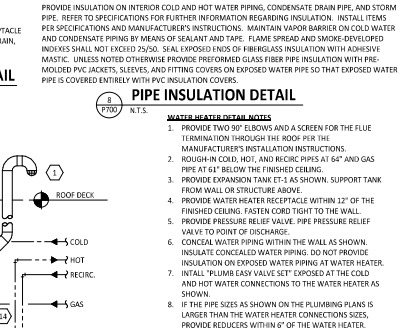 PROVIDE INSULATION ON INTERIOR COLD AND HOT WATER PIPING, CONDENSATE DRAIN PIPE, AND STORM
PIPE. REFER TO SPECIFICATIONS FOR FURTHER INFORMATION REGARDING INSULATION. INSTALL ITEMS
PER SPECIFICATIONS AND MANUFACTURER'S INSTRUCTIONS. MAINTAIN VAPOR BARRIER ON COLD WATER
AND CONDENSATE PIPING BY MEANS OF SEALANT AND TAPE. FLAME SPREAD AND SMOKE-DEVELOPED
INDEXES SHALL NOT EXCEED 25/50. SEAL EXPOSED ENDS OF FIBERGLASS INSULATION WITH ADHESIVE
MASTIC. UNLESS NOTED OTHERWISE PROVIDE PREFORMED GLASS FIBER PIPE INSULATION WITH PRE-
MOLDED PVC JACKETS, SLEEVES, AND FITTING COVERS ON EXPOSED WATER PIPE SO THAT EXPOSED WATER
PIPE IS COVERED ENTIRELY WITH PVC INSULATION COVERS.
PTACLE
RAIN,
AIL
8
P700
PIPE INSULATION DETAIL
N.T.S.
WATER HEATER DETAIL NOTES
1. PROVIDE TWO 90° ELBOWS AND A SCREEN FOR THE FLUE
TERMINATION THROUGH THE ROOF PER THE
MANUFACTURER'S INSTALLATION INSTRUCTIONS.
2. ROUGH-IN COLD, HOT, AND RECIRC PIPES AT 64" AND GAS
PIPE AT 61" BELOW THE FINISHED CEILING.
3. PROVIDE EXPANSION TANK ET-1 AS SHOWN. SUPPORT TANK
FROM WALL OR STRUCTURE ABOVE.
4. PROVIDE WATER HEATER RECEPTACLE WITHIN 12" OF THE
FINISHED CEILING. FASTEN CORD TIGHT TO THE WALL.
5. PROVIDE PRESSURE RELIEF VALVE. PIPE PRESSURE RELIEF
VALVE TO POINT OF DISCHARGE.
6. CONCEAL WATER PIPING WITHIN THE WALL AS SHOWN.
INSULATE CONCEALED WATER PIPING. DO NOT PROVIDE
INSULATION ON EXPOSED WATER PIPING AT WATER HEATER.
7. INTALL "PLUMB EASY VALVE SET" EXPOSED AT THE COLD
AND HOT WATER CONNECTIONS TO THE WATER HEATER AS
SHOWN.
8. IF THE PIPE SIZES AS SHOWN ON THE PLUMBING PLANS IS
LARGER THAN THE WATER HEATER CONNECTIONS SIZES,
PROVIDE REDUCERS WITHIN 6" OF THE WATER HEATER.
1
ROOF DECK
COLD
HOT
RECIRC.
GAS
14